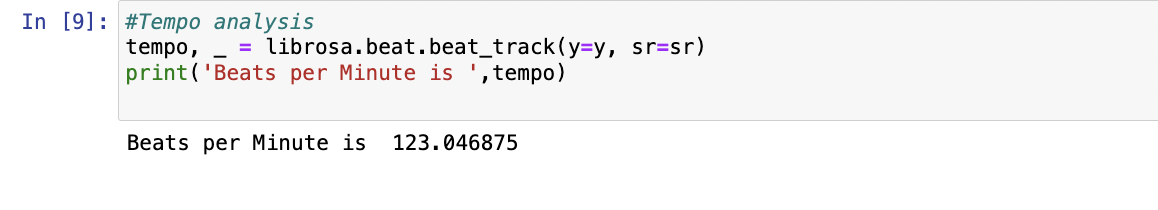 In [9]: #Tempo analysis
tempo, _ = librosa.beat.beat_track(y=y, sr=sr)
print('Beats per Minute is ',tempo)
Beats per Minute is  123.046875